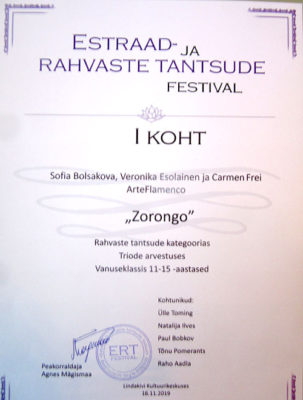 ESTRAAD- JA
RAHVASTE TANTSUDE
FESTIVAL
I KOHT
Sofia Bolsakova, Veronika Esolainen ja Carmen Frei
ArteFlamenco
„Zorongo”
Rahvaste tantsude kategoorias
Triode arvestuses
Vanuseklassis 11-15 -aastased
Kohtunikud:
Ülle Toming
Natalija Ilves
Paul Bobkov
Tõnu Pomerants
Raho Aadla
ERT
FESTIVAL
Peakorraldaja
Agnes Mägismaa
Lindakivi Kultuurikeskuses
16.11.2019